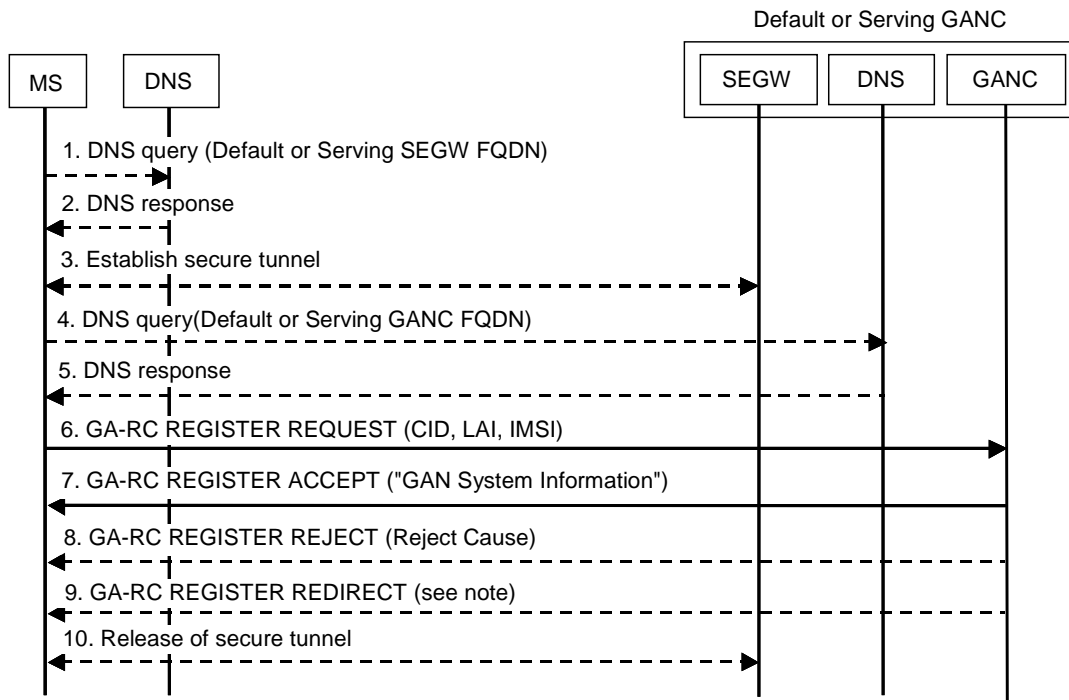 Default or Serving GANC
MS
DNS
SEGW
DNS
GANC
1. DNS query (Default or Serving SEGW FQDN)
2. DNS response
3. Establish secure tunnel
4. DNS query(Default or Serving GANC FQDN)
5. DNS response
6. GA-RC REGISTER REQUEST (CID, LAI, IMSI)
7. GA-RC REGISTER ACCEPT ("GAN System Information")
8. GA-RC REGISTER REJECT (Reject Cause)
9. GA-RC REGISTER REDIRECT (see note)
10. Release of secure tunnel